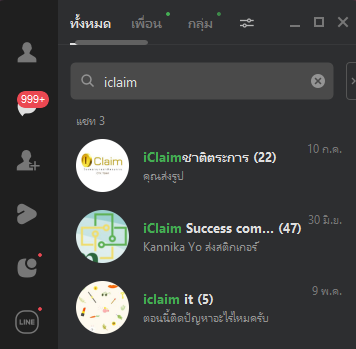 ทั้งหมด เพื่อน กลุ่ม
999+
iclaim
แชท 3
iClaim
iClaimชาติตระการ (22) 10 ก.ค.
คุณส่งรูป
iClaim Success com... (47) 30 มิ.ย.
Kannika Yo ส่งสติกเกอร์
iclaim it (5) 9 พ.ค.
ตอนนี้ติดปัญหาอะไรไหมครับ
LINE